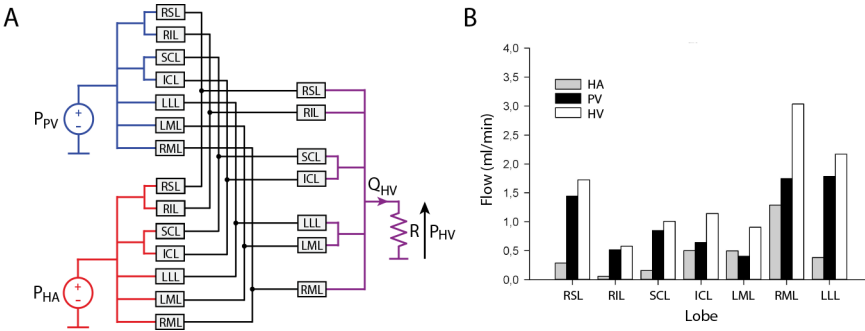 A
RSL
RIL
SCL
ICL
LLL
LML
RML
P_PV
+
−
RSL
RIL
SCL
ICL
LLL
LML
RML
P_HA
+
−
RSL
RIL
SCL
ICL
LLL
LML
RML
Q_HV
R
P_HV
B
Flow (ml/min)
4,0
3,5
3,0
2,5
2,0
1,5
1,0
0,5
0,0
HA
PV
HV
RSL RIL SCL ICL LML RML LLL
Lobe